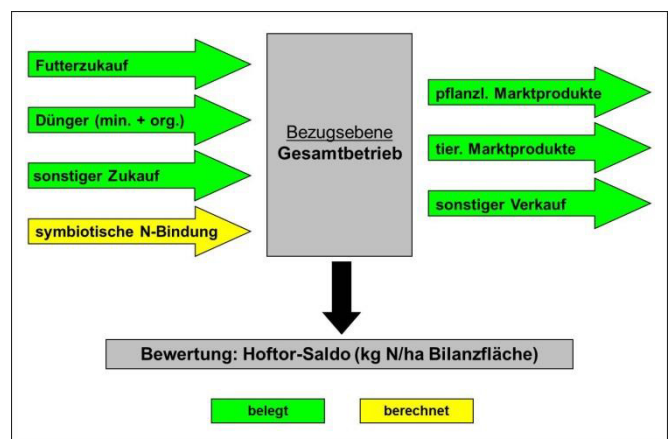 Futterzukauf
Dünger (min. + org.)
sonstiger Zukauf
symbiotische N-Bindung
Bezugsebene
Gesamtbetrieb
pflanzl. Marktprodukte
tier. Marktprodukte
sonstiger Verkauf
Bewertung: Hoftor-Saldo (kg N/ha Bilanzfläche)
belegt
berechnet